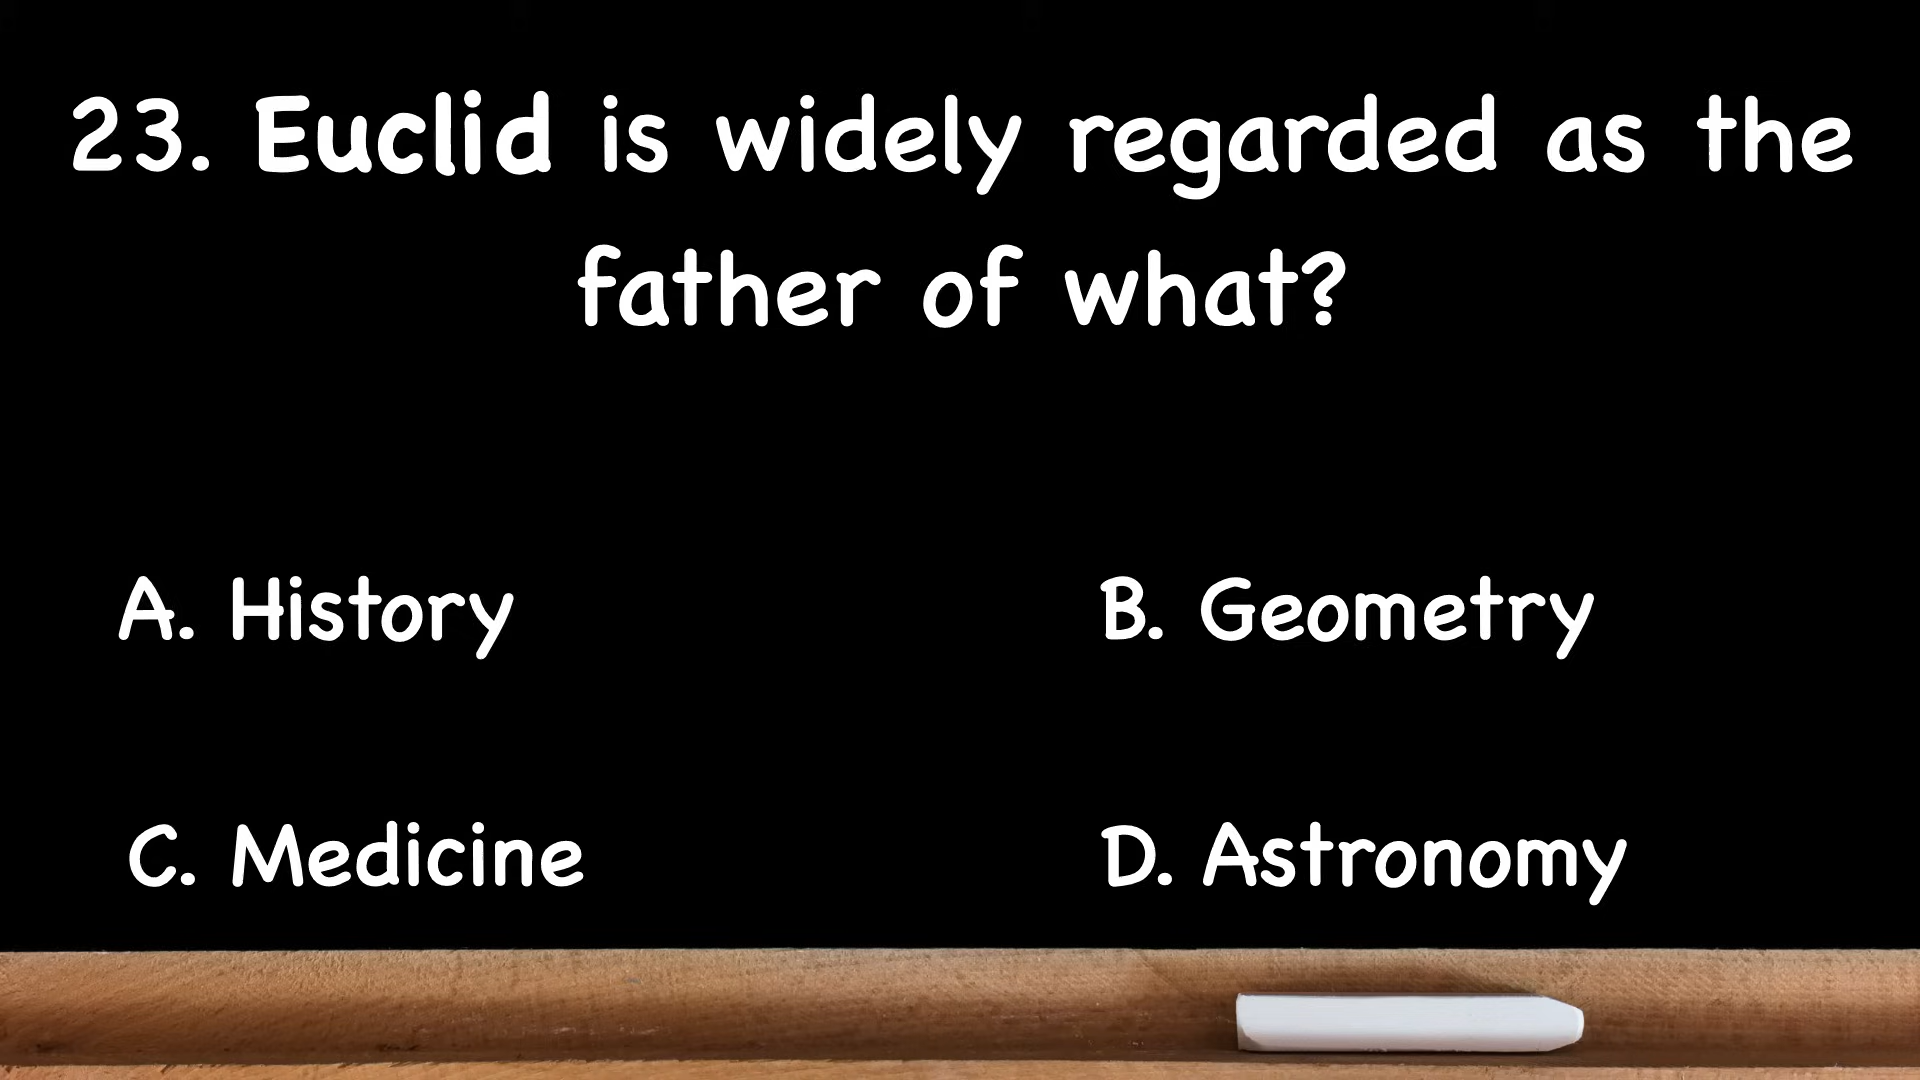 23. Euclid is widely regarded as the
father of what?
A. History
B. Geometry
C. Medicine
D. Astronomy